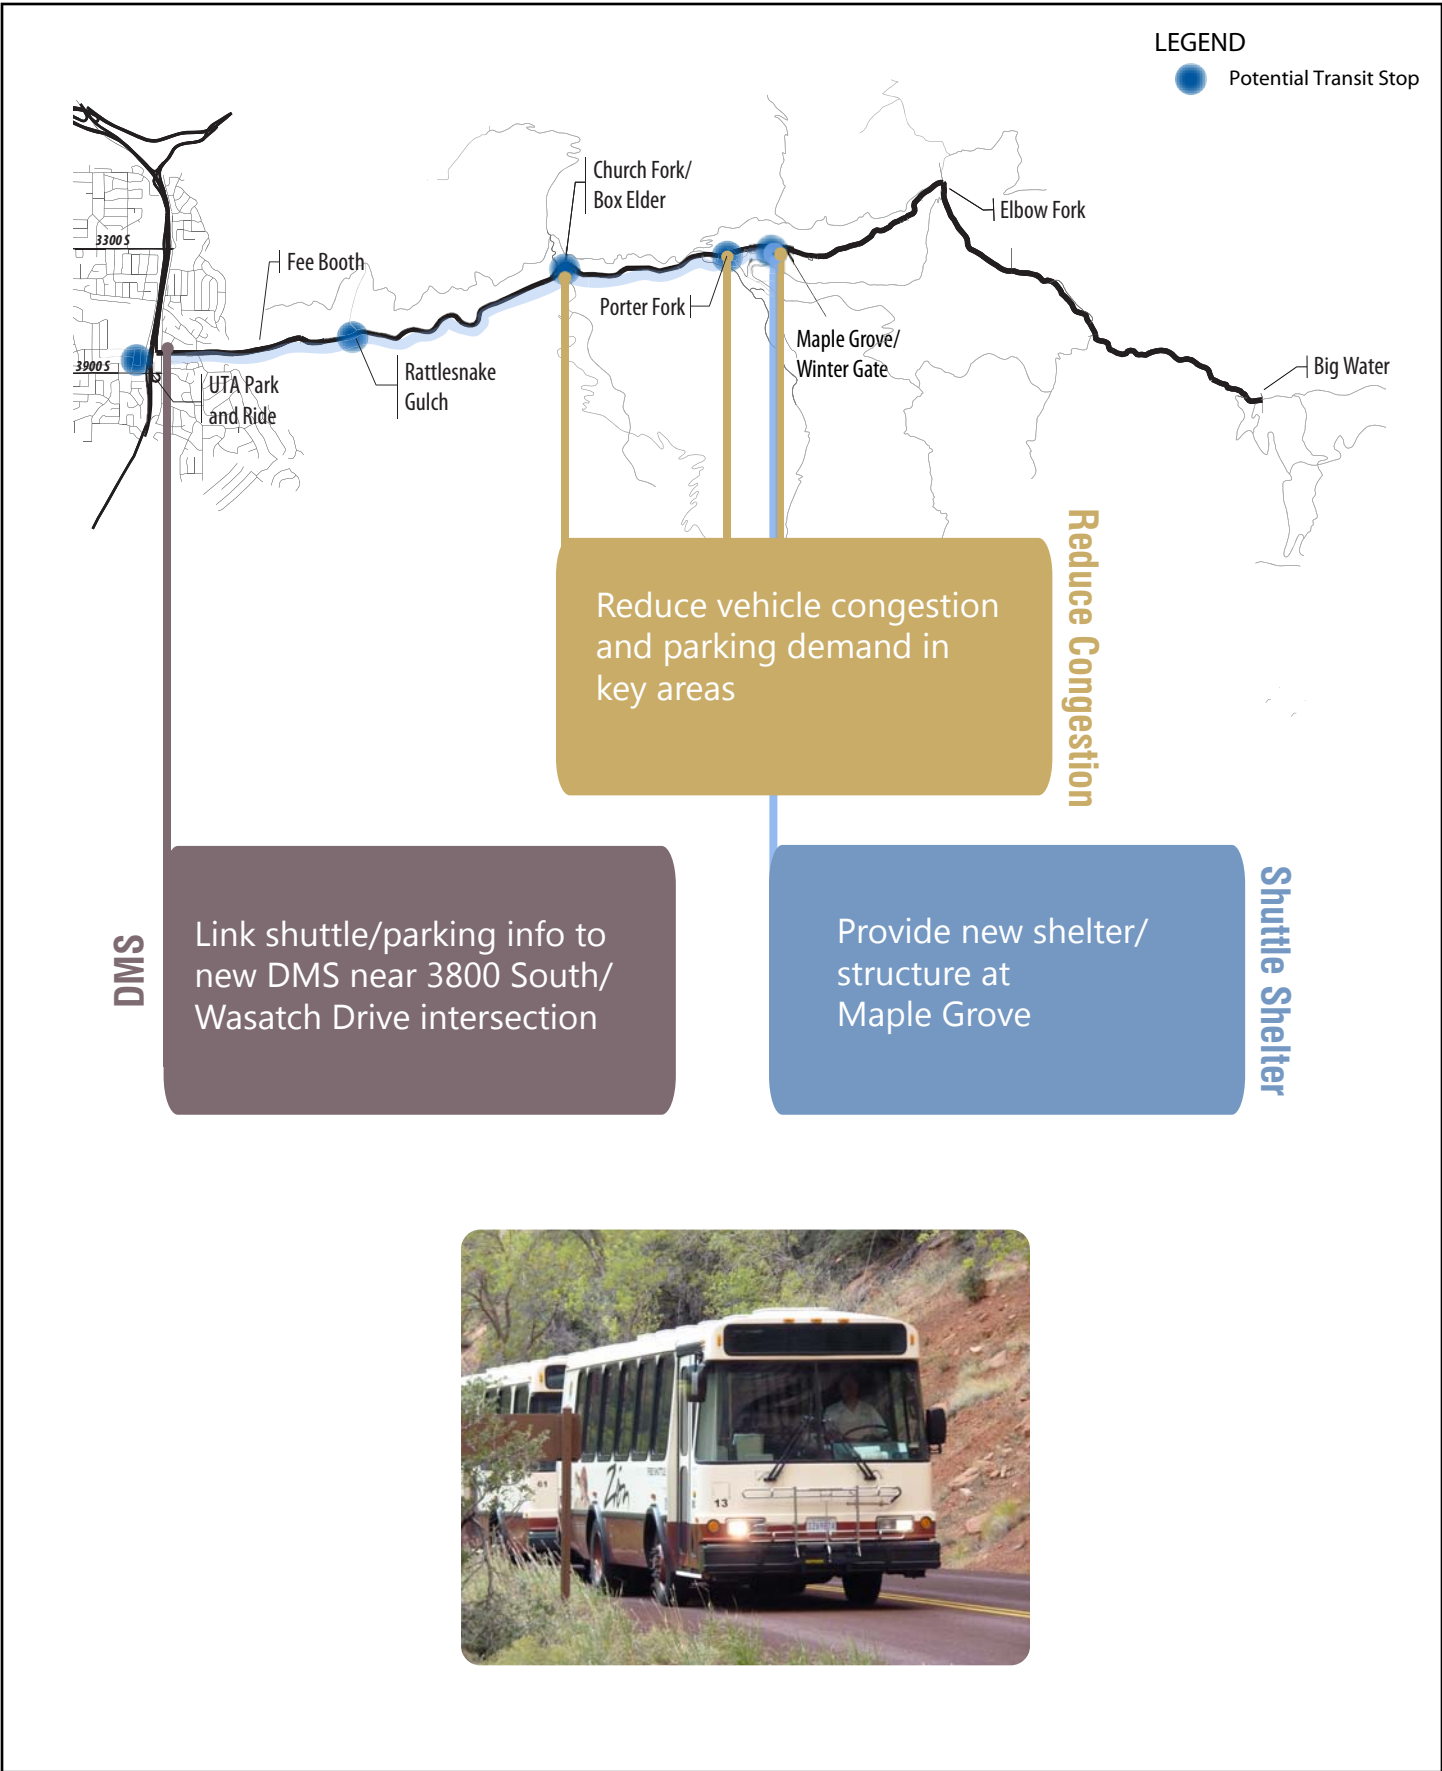 LEGEND
Potential Transit Stop
Church Fork/
Box Elder
Elbow Fork
3300 S
Fee Booth
Porter Fork
Maple Grove/
Winter Gate
3900 S
UTA Park
and Ride
Rattlesnake
Gulch
Big Water
Reduce vehicle congestion
and parking demand in
key areas
Reduce Congestion
DMS
Link shuttle/parking info to
new DMS near 3800 South/
Wasatch Drive intersection
Provide new shelter/
structure at
Maple Grove
Shuttle Shelter
61
Zion
13